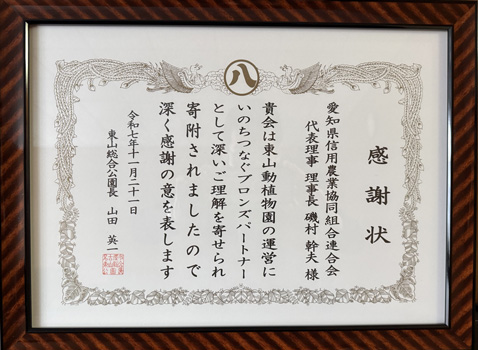 八
感謝状
愛知県信用農業協同組合連合会
代表理事 理事長 磯村 幹夫 様
貴会は東山動植物園の運営に
いのちつなぐブロンズパートナー
として深いご理解を寄せられ
寄附されましたので
深く感謝の意を表します
令和七年十一月二十一日
東山総合公園長 山田 英一